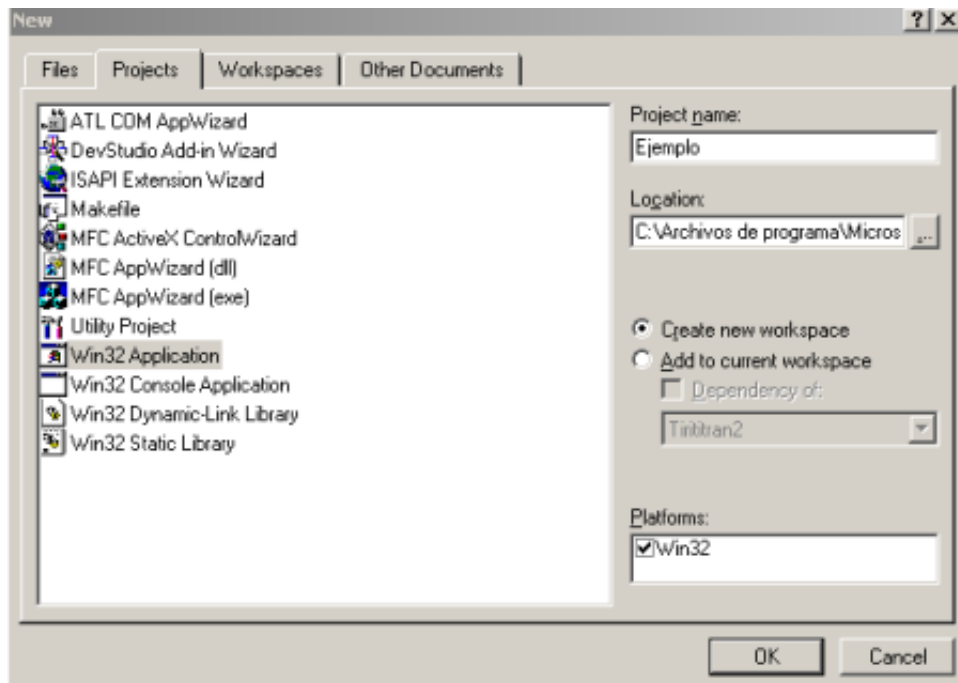 New
Files Projects Workspaces Other Documents
ATL COM AppWizard
DevStudio Add-in Wizard
ISAPI Extension Wizard
Makefile
MFC ActiveX ControlWizard
MFC AppWizard (dll)
MFC AppWizard (exe)
Utility Project
Win32 Application
Win32 Console Application
Win32 Dynamic-Link Library
Win32 Static Library
Project name:
Ejemplo
Location:
C:\Archivos de programa\Micros
...
Create new workspace
Add to current workspace
Dependency of:
Tirititran2
Platforms:
Win32
OK Cancel